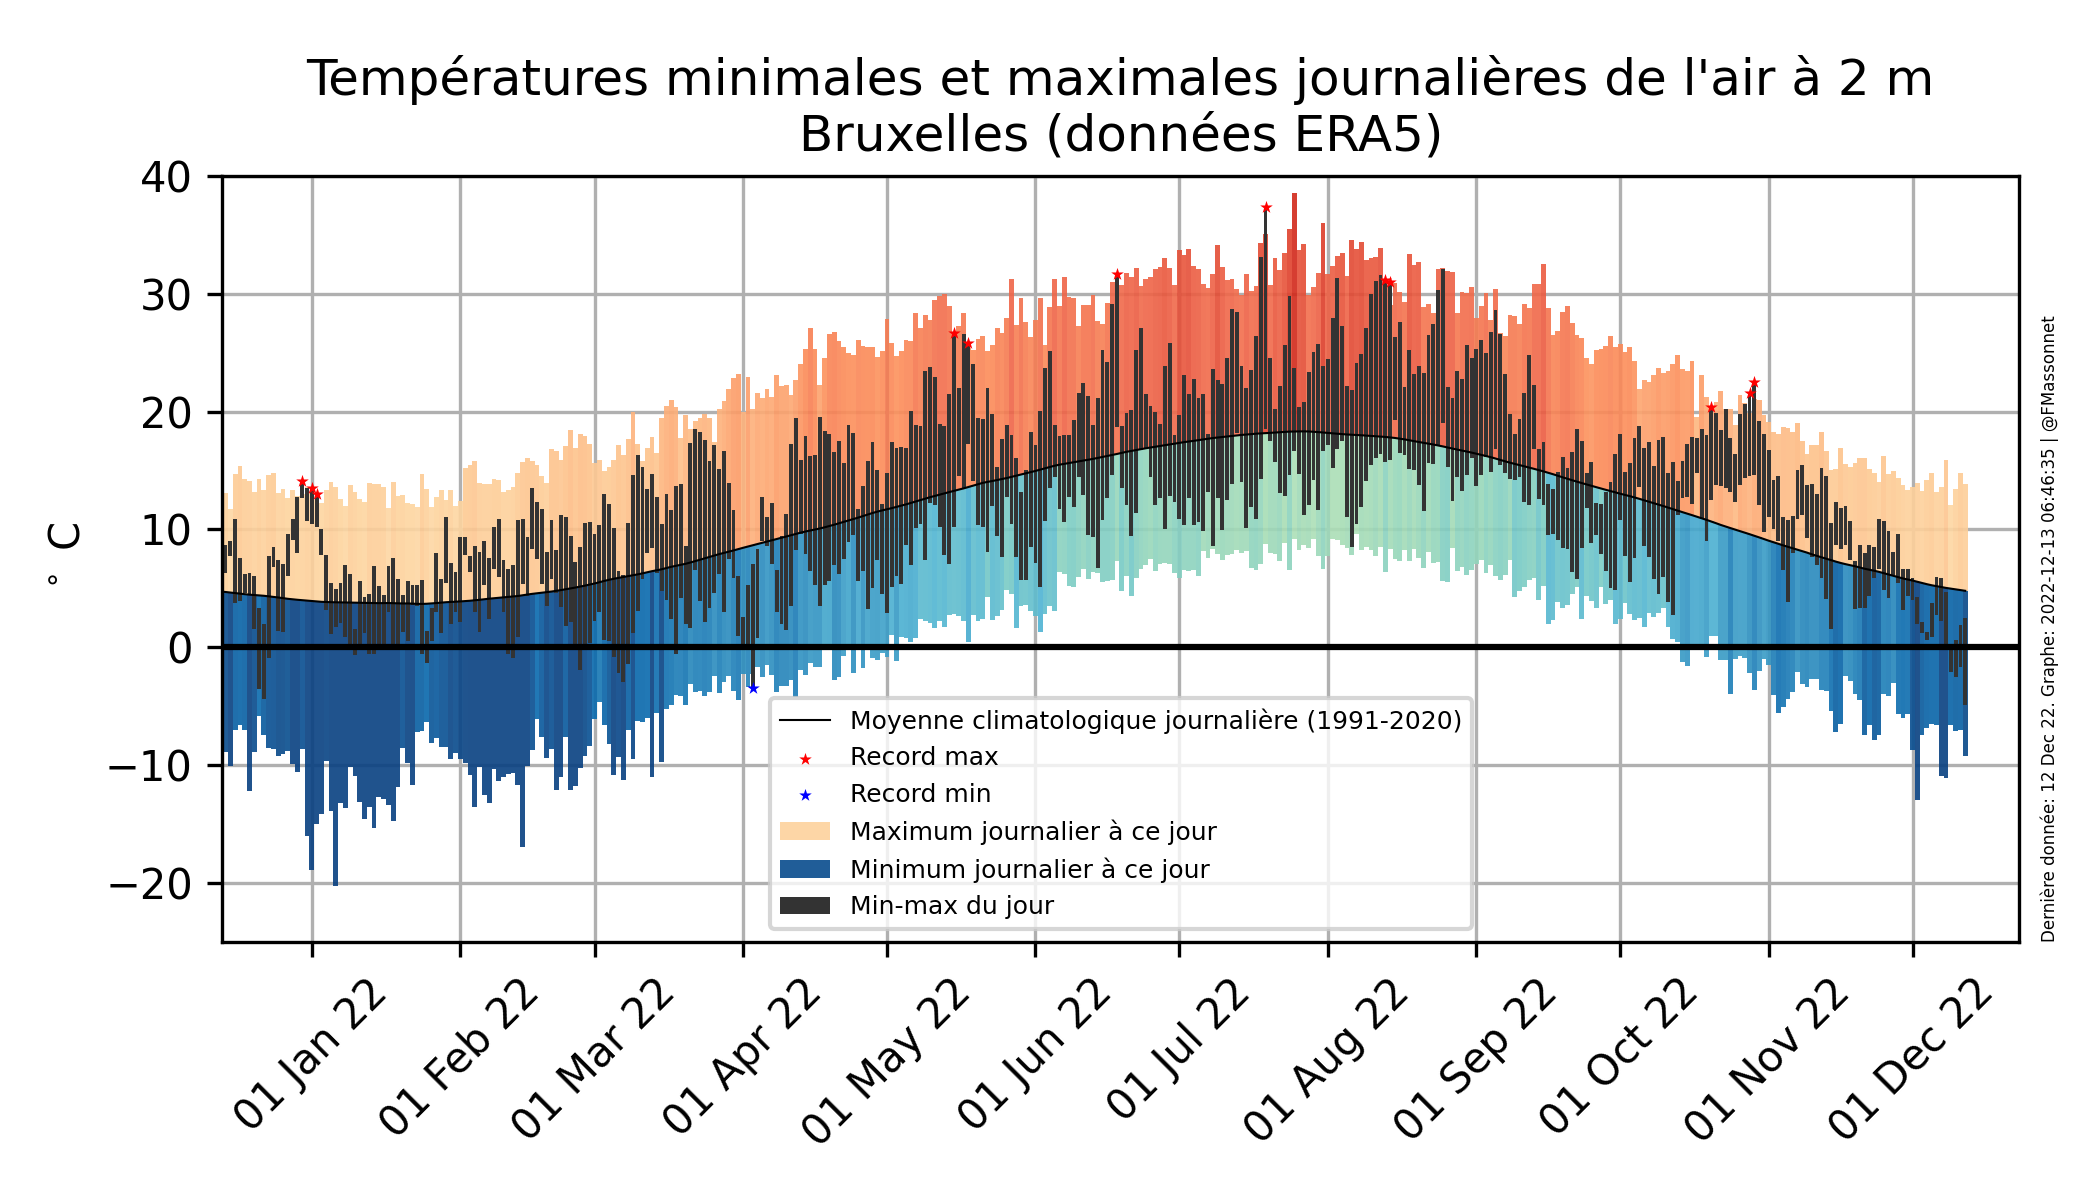 Températures minimales et maximales journalières de l'air à 2 m
Bruxelles (données ERA5)
° C
40
30
20
10
0
−10
−20
Moyenne climatologique journalière (1991-2020)
Record max
Record min
Maximum journalier à ce jour
Minimum journalier à ce jour
Min-max du jour
01 Jan 22
01 Feb 22
01 Mar 22
01 Apr 22
01 May 22
01 Jun 22
01 Jul 22
01 Aug 22
01 Sep 22
01 Oct 22
01 Nov 22
01 Dec 22
Dernière donnée: 12 Dec 22. Graphe: 2022-12-13 06:46:35 | @FMassonnet